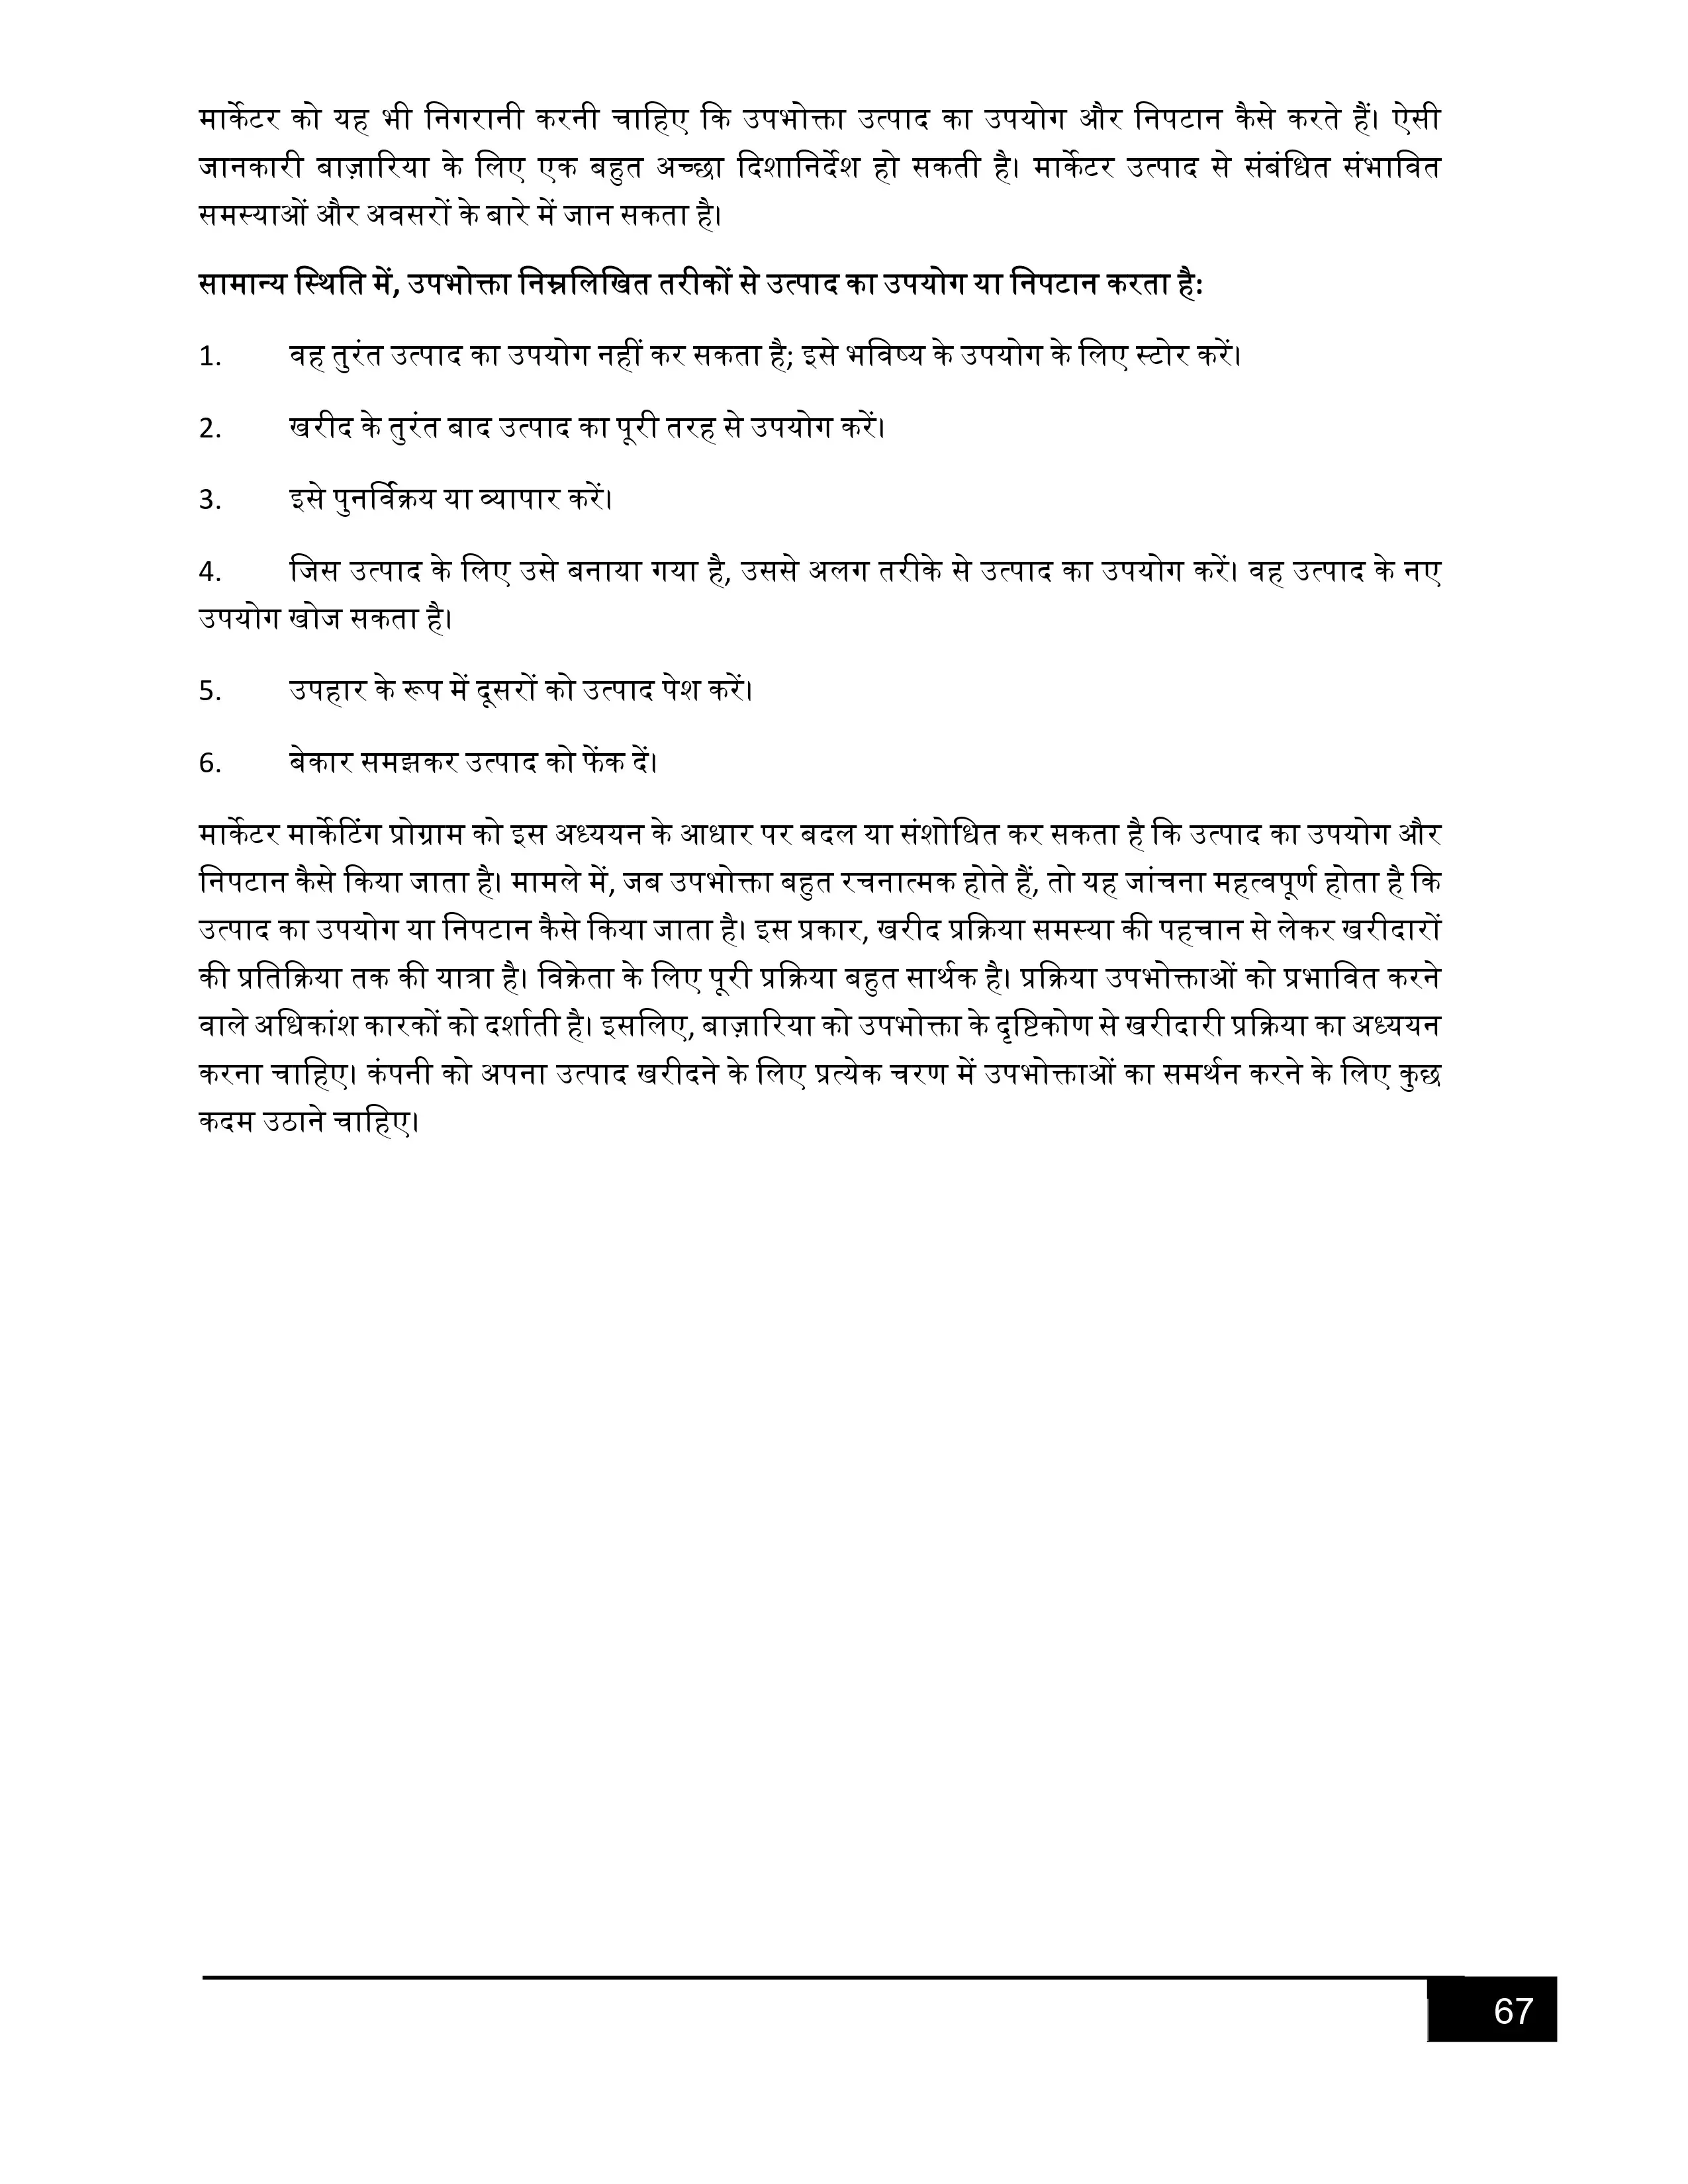 मार्केटर को यह भी निगरानी करनी चाहिए कि उपभोक्ता उत्पाद का उपयोग और निपटान कैसे करते हैं। ऐसी
जानकारी बाज़ारिया के लिए एक बहुत अच्छा दिशानिर्देश हो सकती है। मार्केटर उत्पाद से संबंधित संभावित
समस्याओं और अवसरों के बारे में जान सकता है।
सामान्य स्थिति में, उपभोक्ता निम्नलिखित तरीकों से उत्पाद का उपयोग या निपटान करता है:
1. वह तुरंत उत्पाद का उपयोग नहीं कर सकता है; इसे भविष्य के उपयोग के लिए स्टोर करें।
2. खरीद के तुरंत बाद उत्पाद का पूरी तरह से उपयोग करें।
3. इसे पुनर्विक्रय या व्यापार करें।
4. जिस उत्पाद के लिए उसे बनाया गया है, उससे अलग तरीके से उत्पाद का उपयोग करें। वह उत्पाद के नए
उपयोग खोज सकता है।
5. उपहार के रूप में दूसरों को उत्पाद पेश करें।
6. बेकार समझकर उत्पाद को फेंक दें।
मार्केटर मार्केटिंग प्रोग्राम को इस अध्ययन के आधार पर बदल या संशोधित कर सकता है कि उत्पाद का उपयोग और
निपटान कैसे किया जाता है। मामले में, जब उपभोक्ता बहुत रचनात्मक होते हैं, तो यह जांचना महत्वपूर्ण होता है कि
उत्पाद का उपयोग या निपटान कैसे किया जाता है। इस प्रकार, खरीद प्रक्रिया समस्या की पहचान से लेकर खरीदारों
की प्रतिक्रिया तक की यात्रा है। विक्रेता के लिए पूरी प्रक्रिया बहुत सार्थक है। प्रक्रिया उपभोक्ताओं को प्रभावित करने
वाले अधिकांश कारकों को दर्शाती है। इसलिए, बाज़ारिया को उपभोक्ता के दृष्टिकोण से खरीदारी प्रक्रिया का अध्ययन
करना चाहिए। कंपनी को अपना उत्पाद खरीदने के लिए प्रत्येक चरण में उपभोक्ताओं का समर्थन करने के लिए कुछ
कदम उठाने चाहिए।
67